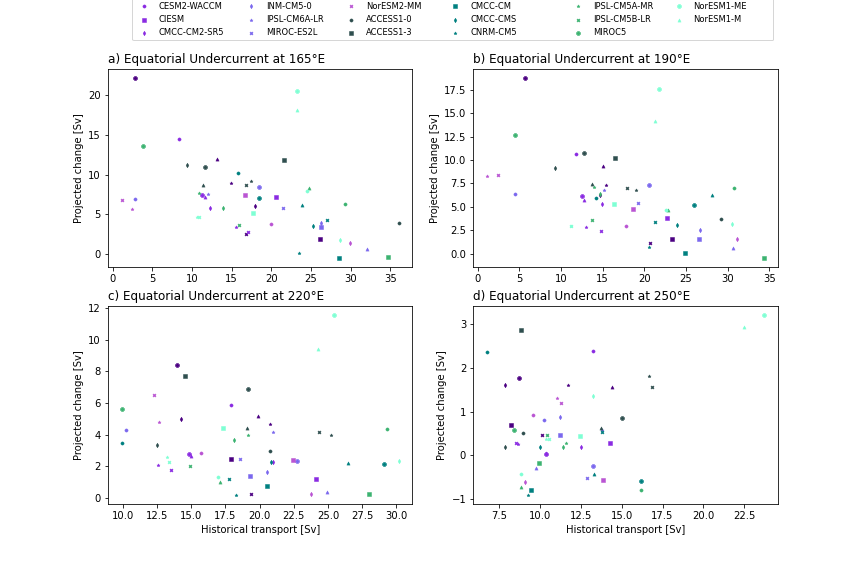 CESM2-WACCM INM-CM5-0 NorESM2-MM CMCC-CM IPSL-CM5A-MR NorESM1-ME
CIESM IPSL-CM6A-LR ACCESS1-0 CMCC-CMS IPSL-CM5B-LR NorESM1-M
CMCC-CM2-SR5 MIROC-ES2L ACCESS1-3 CNRM-CM5 MIROC5
a) Equatorial Undercurrent at 165°E b) Equatorial Undercurrent at 190°E
Projected change [Sv]
20
15
10
5
0
0 5 10 15 20 25 30 35
Projected change [Sv]
17.5
15.0
12.5
10.0
7.5
5.0
2.5
0.0
0 5 10 15 20 25 30 35
c) Equatorial Undercurrent at 220°E d) Equatorial Undercurrent at 250°E
Projected change [Sv]
12
10
8
6
4
2
0
10.0 12.5 15.0 17.5 20.0 22.5 25.0 27.5 30.0
Historical transport [Sv]
Projected change [Sv]
3
2
1
0
−1
7.5 10.0 12.5 15.0 17.5 20.0 22.5
Historical transport [Sv]